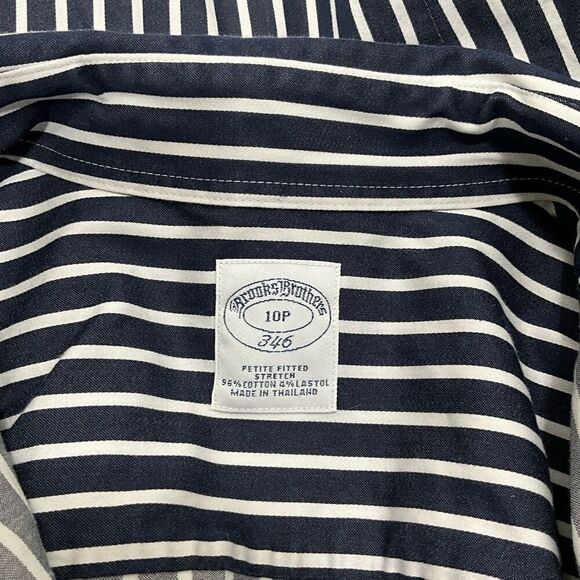 Brooks Brothers
10P
346
PETITE FITTED
STRETCH
96% COTTON 4% LASTOL
MADE IN THAILAND